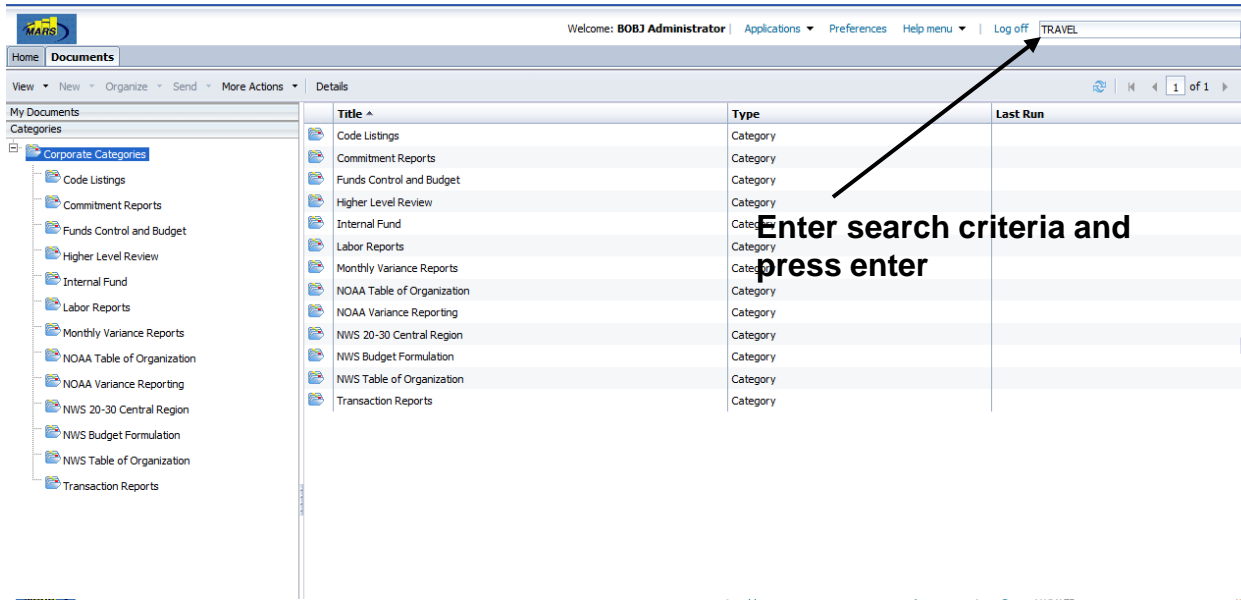 MARS
Welcome: BOBJ Administrator | Applications Preferences Help menu | Log off TRAVEL
Home Documents
View New Organize Send More Actions Details 1 of 1
My Documents
Categories
Corporate Categories
Code Listings
Commitment Reports
Funds Control and Budget
Higher Level Review
Internal Fund
Labor Reports
Monthly Variance Reports
NOAA Table of Organization
NOAA Variance Reporting
NWS 20-30 Central Region
NWS Budget Formulation
NWS Table of Organization
Transaction Reports
Title Type Last Run
Code Listings Category
Commitment Reports Category
Funds Control and Budget Category
Higher Level Review Category
Internal Fund Category
Labor Reports Category
Monthly Variance Reports Category
NOAA Table of Organization Category
NOAA Variance Reporting Category
NWS 20-30 Central Region Category
NWS Budget Formulation Category
NWS Table of Organization Category
Transaction Reports Category
Enter search criteria and
press enter